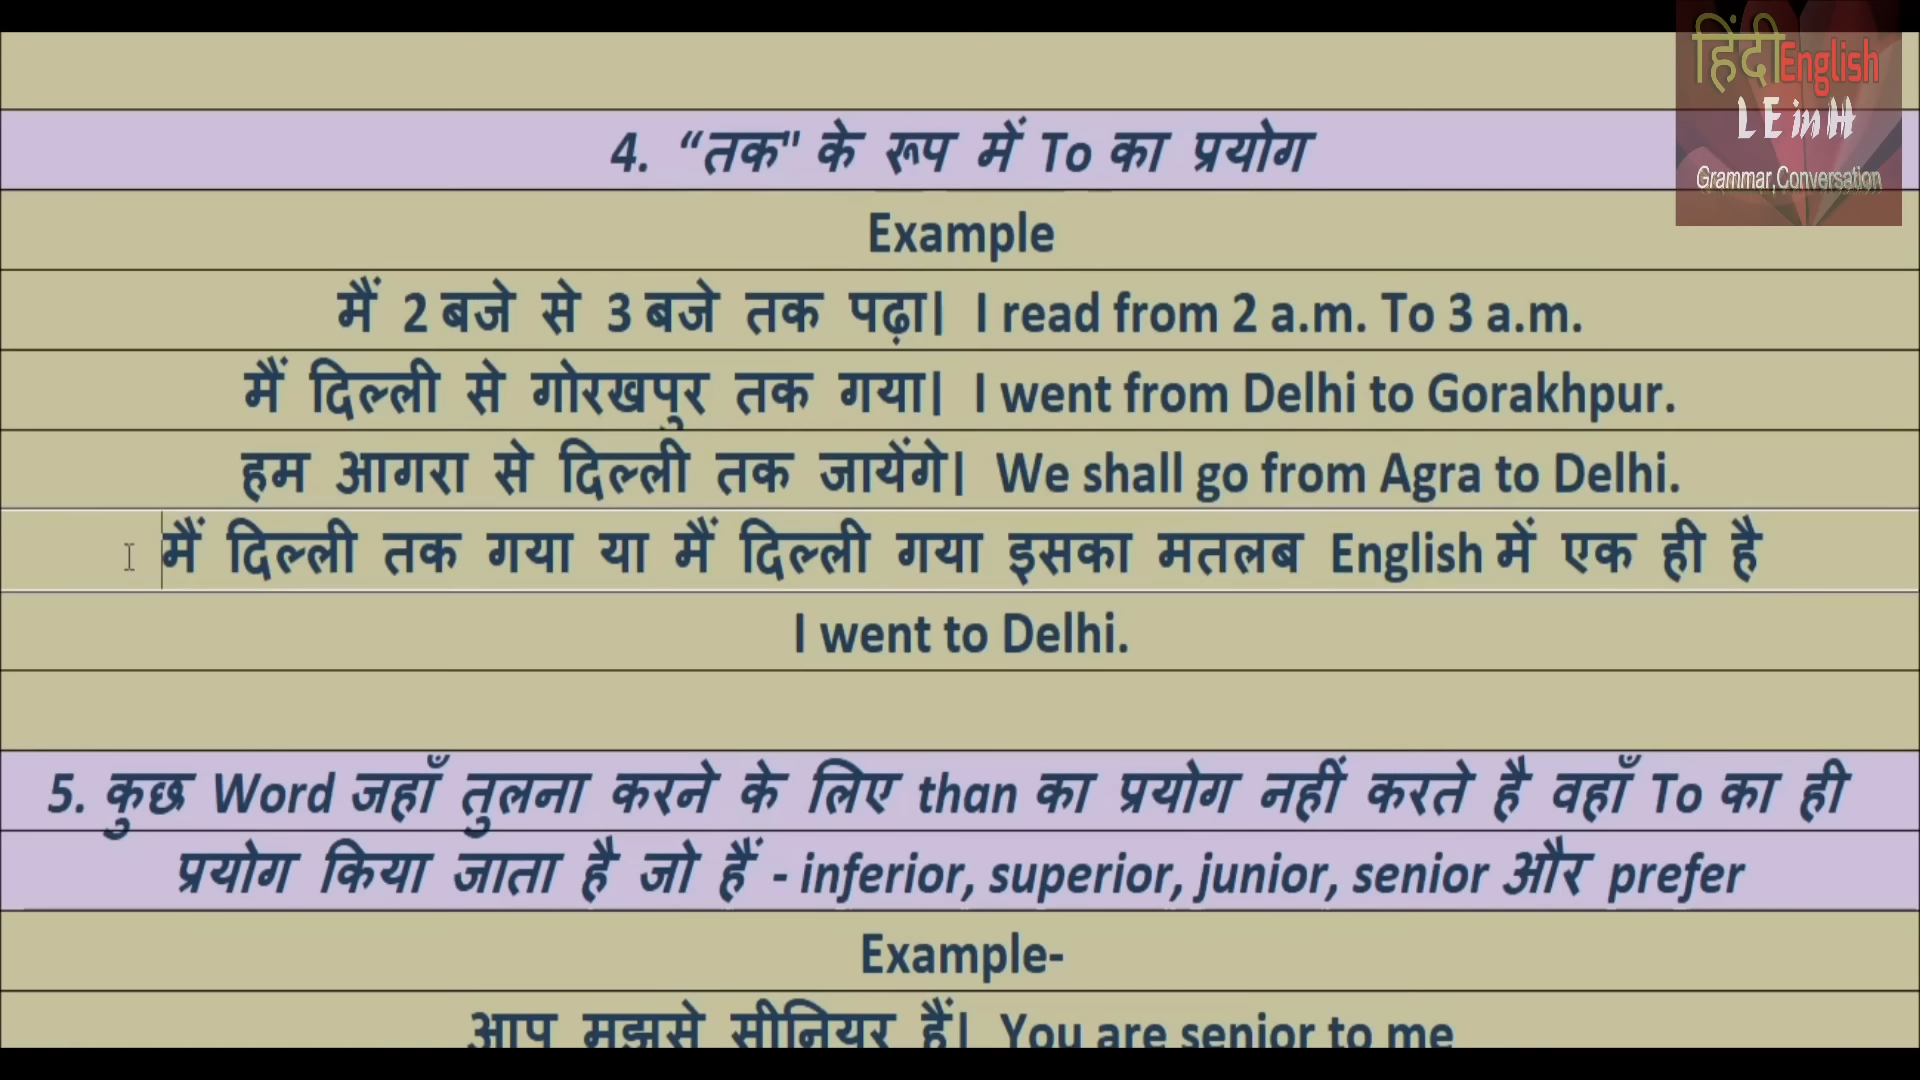 हिंदी English
L E in H
Grammar,Conversation
4. “तक" के रूप में To का प्रयोग
Example
मैं 2 बजे से 3 बजे तक पढ़ा| I read from 2 a.m. To 3 a.m.
मैं दिल्ली से गोरखपुर तक गया| I went from Delhi to Gorakhpur.
हम आगरा से दिल्ली तक जायेंगे| We shall go from Agra to Delhi.
मैं दिल्ली तक गया या मैं दिल्ली गया इसका मतलब English में एक ही है
I went to Delhi.
5. कुछ Word जहाँ तुलना करने के लिए than का प्रयोग नहीं करते है वहाँ To का ही
प्रयोग किया जाता है जो हैं - inferior, superior, junior, senior और prefer
Example-
आप मुझसे सीनियर हैं| You are senior to me